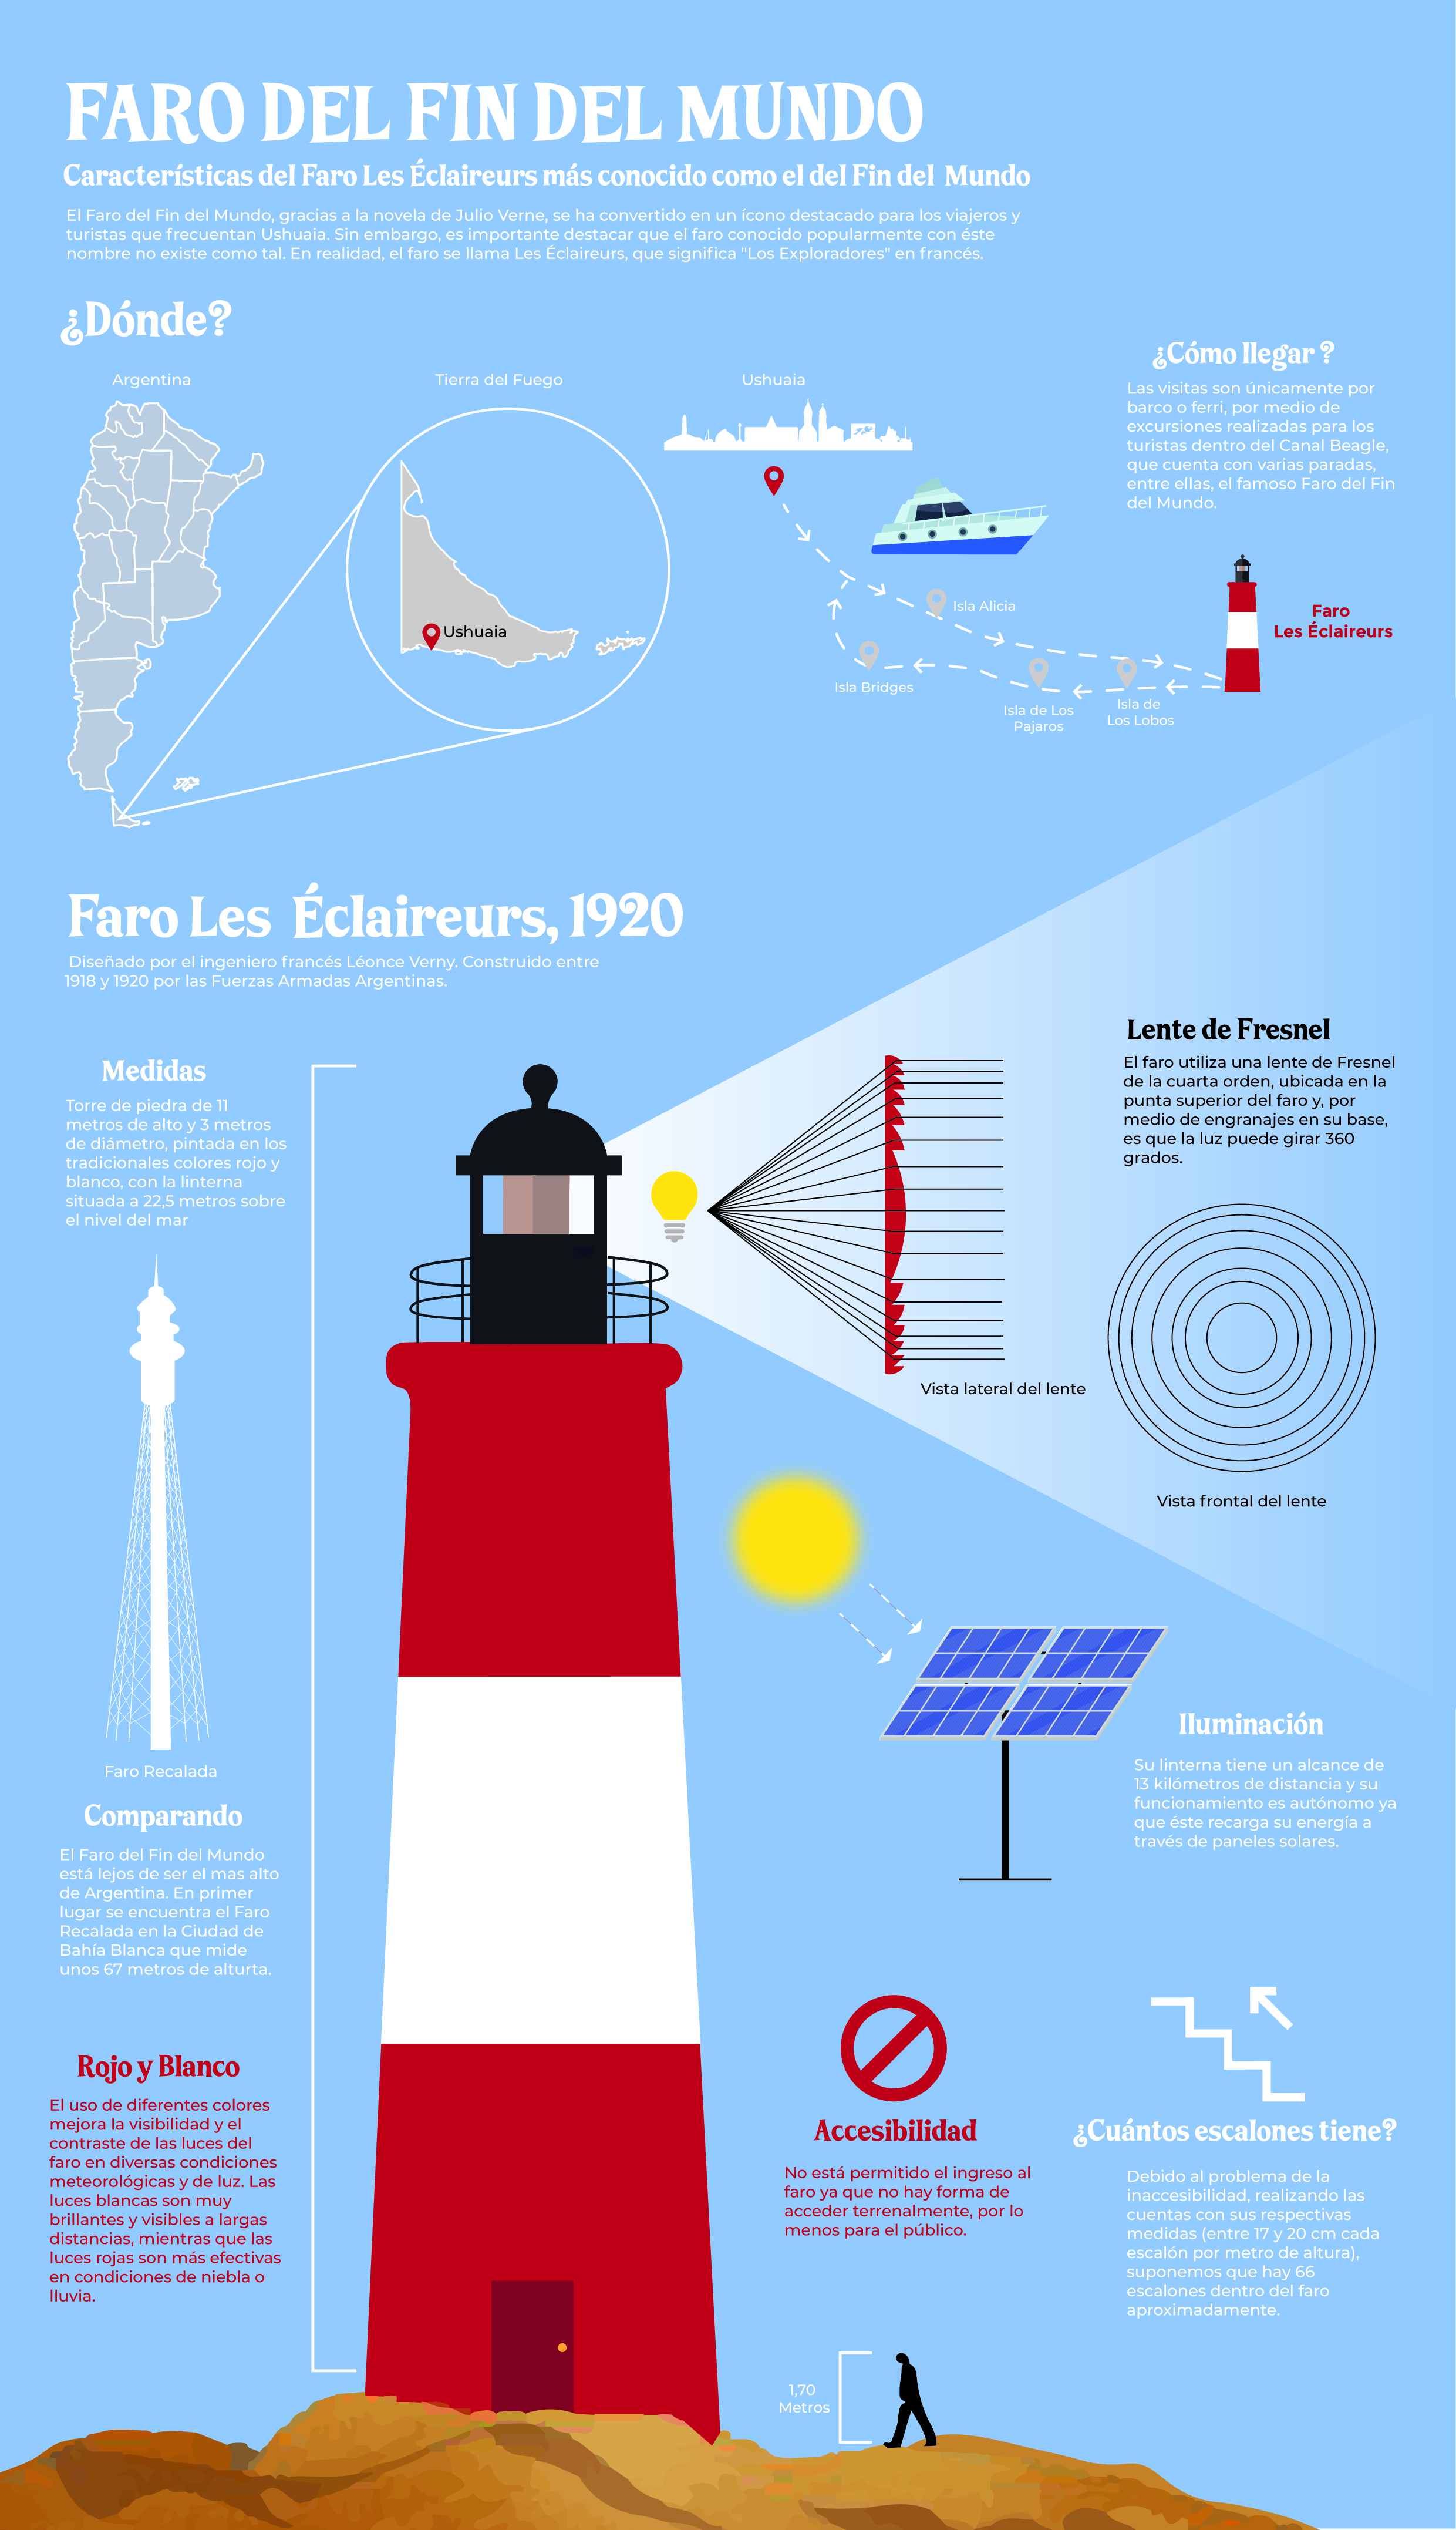 FARO DEL FIN DEL MUNDO
Características del Faro Les Éclaireurs más conocido como el del Fin del Mundo
El Faro del Fin del Mundo, gracias a la novela de Julio Verne, se ha convertido en un ícono destacado para los viajeros y
turistas que frecuentan Ushuaia. Sin embargo, es importante destacar que el faro conocido popularmente con éste
nombre no existe como tal. En realidad, el faro se llama Les Éclaireurs, que significa "Los Exploradores" en francés.
¿Dónde?
Argentina
Tierra del Fuego
Ushuaia
Ushuaia
¿Cómo llegar ?
Las visitas son únicamente por
barco o ferri, por medio de
excursiones realizadas para los
turistas dentro del Canal Beagle,
que cuenta con varias paradas,
entre ellas, el famoso Faro del Fin
del Mundo.
Isla Alicia
Faro
Les Éclaireurs
Isla Bridges
Isla de Los
Pajaros
Isla de
Los Lobos
Faro Les Éclaireurs, 1920
Diseñado por el ingeniero francés Léonce Verny. Construido entre
1918 y 1920 por las Fuerzas Armadas Argentinas.
Medidas
Torre de piedra de 11
metros de alto y 3 metros
de diámetro, pintada en los
tradicionales colores rojo y
blanco, con la linterna
situada a 22,5 metros sobre
el nivel del mar
Lente de Fresnel
El faro utiliza una lente de Fresnel
de la cuarta orden, ubicada en la
punta superior del faro y, por
medio de engranajes en su base,
es que la luz puede girar 360
grados.
Vista lateral del lente
Vista frontal del lente
Faro Recalada
Comparando
El Faro del Fin del Mundo
está lejos de ser el mas alto
de Argentina. En primer
lugar se encuentra el Faro
Recalada en la Ciudad de
Bahía Blanca que mide
unos 67 metros de alturta.
Iluminación
Su linterna tiene un alcance de
13 kilómetros de distancia y su
funcionamiento es autónomo ya
que éste recarga su energía a
través de paneles solares.
Rojo y Blanco
El uso de diferentes colores
mejora la visibilidad y el
contraste de las luces del
faro en diversas condiciones
meteorológicas y de luz. Las
luces blancas son muy
brillantes y visibles a largas
distancias, mientras que las
luces rojas son más efectivas
en condiciones de niebla o
lluvia.
Accesibilidad
No está permitido el ingreso al
faro ya que no hay forma de
acceder terrenalmente, por lo
menos para el público.
¿Cuántos escalones tiene?
Debido al problema de la
inaccesibilidad, realizando las
cuentas con sus respectivas
medidas (entre 17 y 20 cm cada
escalón por metro de altura),
suponemos que hay 66
escalones dentro del faro
aproximadamente.
1,70
Metros